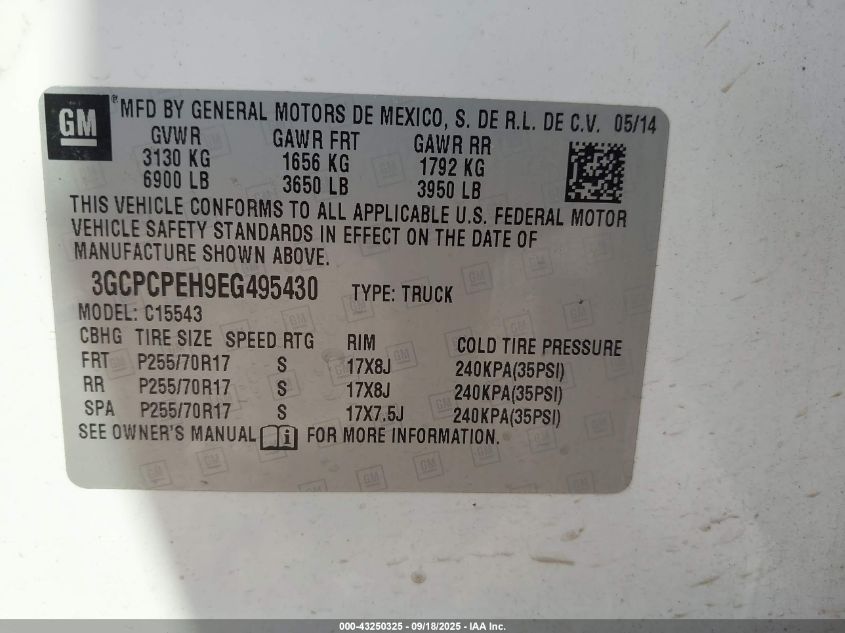 GM ® MFD BY GENERAL MOTORS DE MEXICO, S. DE R.L. DE C.V. 05/14
GVWR GAWR FRT GAWR RR
3130 KG 1656 KG 1792 KG
6900 LB 3650 LB 3950 LB
THIS VEHICLE CONFORMS TO ALL APPLICABLE U.S. FEDERAL MOTOR
VEHICLE SAFETY STANDARDS IN EFFECT ON THE DATE OF
MANUFACTURE SHOWN ABOVE.
3GCPCPEH9EG495430 TYPE: TRUCK
MODEL: C15543
CBHG TIRE SIZE SPEED RTG RIM COLD TIRE PRESSURE
FRT P255/70R17 S 17X8J 240KPA(35PSI)
RR P255/70R17 S 17X8J 240KPA(35PSI)
SPA P255/70R17 S 17X7.5J 240KPA(35PSI)
SEE OWNER'S MANUAL FOR MORE INFORMATION.
000-43250325 - 09/18/2025 - IAA Inc.